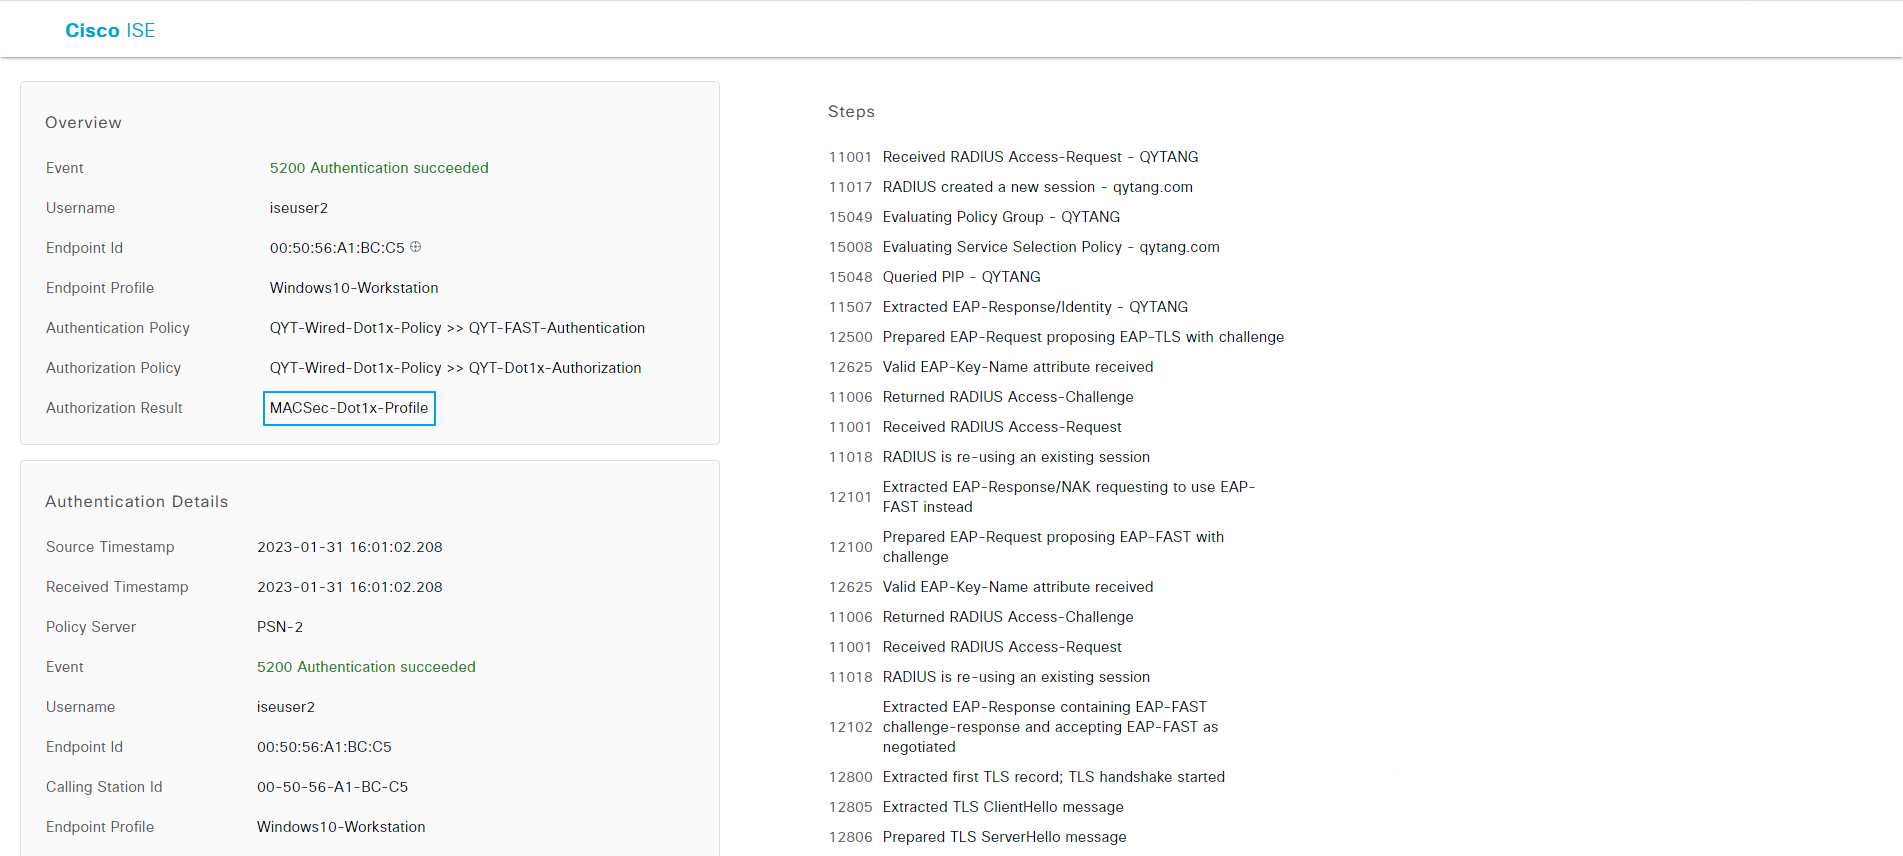 Cisco ISE
Overview
Event 5200 Authentication succeeded
Username iseuser2
Endpoint Id 00:50:56:A1:BC:C5
Endpoint Profile Windows10-Workstation
Authentication Policy QYT-Wired-Dot1x-Policy >> QYT-FAST-Authentication
Authorization Policy QYT-Wired-Dot1x-Policy >> QYT-Dot1x-Authorization
Authorization Result MACSec-Dot1x-Profile
Authentication Details
Source Timestamp 2023-01-31 16:01:02.208
Received Timestamp 2023-01-31 16:01:02.208
Policy Server PSN-2
Event 5200 Authentication succeeded
Username iseuser2
Endpoint Id 00:50:56:A1:BC:C5
Calling Station Id 00-50-56-A1-BC-C5
Endpoint Profile Windows10-Workstation
Steps
11001 Received RADIUS Access-Request - QYTANG
11017 RADIUS created a new session - qytang.com
15049 Evaluating Policy Group - QYTANG
15008 Evaluating Service Selection Policy - qytang.com
15048 Queried PIP - QYTANG
11507 Extracted EAP-Response/Identity - QYTANG
12500 Prepared EAP-Request proposing EAP-TLS with challenge
12625 Valid EAP-Key-Name attribute received
11006 Returned RADIUS Access-Challenge
11001 Received RADIUS Access-Request
11018 RADIUS is re-using an existing session
12101 Extracted EAP-Response/NAK requesting to use EAP-
FAST instead
12100 Prepared EAP-Request proposing EAP-FAST with
challenge
12625 Valid EAP-Key-Name attribute received
11006 Returned RADIUS Access-Challenge
11001 Received RADIUS Access-Request
11018 RADIUS is re-using an existing session
Extracted EAP-Response containing EAP-FAST
12102 challenge-response and accepting EAP-FAST as
negotiated
12800 Extracted first TLS record; TLS handshake started
12805 Extracted TLS ClientHello message
12806 Prepared TLS ServerHello message